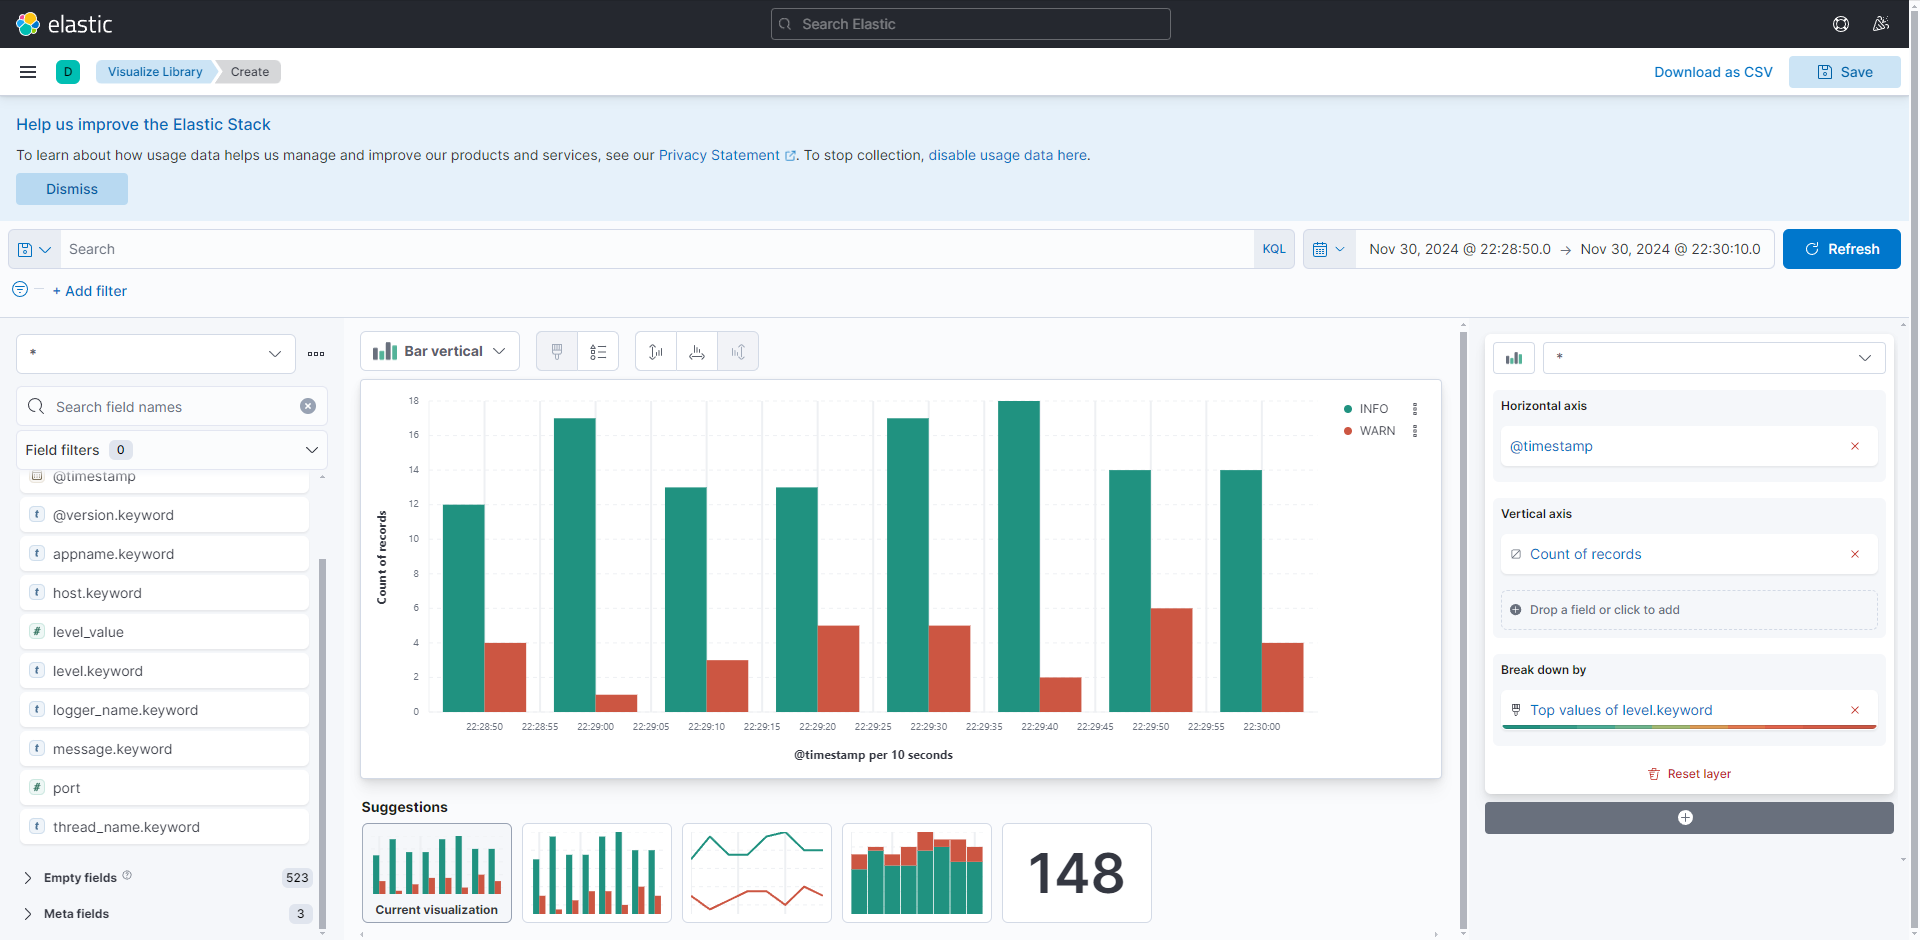 elastic
Search Elastic
D
Visualize Library
Create
Download as CSV
Save
Help us improve the Elastic Stack
To learn about how usage data helps us manage and improve our products and services, see our Privacy Statement. To stop collection, disable usage data here.
Dismiss
Search
KQL
Nov 30, 2024 @ 22:28:50.0 → Nov 30, 2024 @ 22:30:10.0
Refresh
+ Add filter
*
Search field names
Field filters 0
@timestamp
t @version.keyword
t appname.keyword
t host.keyword
# level_value
t level.keyword
t logger_name.keyword
t message.keyword
# port
t thread_name.keyword
Empty fields 523
Meta fields 3
Bar vertical
18
16
14
12
10
8
6
4
2
0
Count of records
22:28:50 22:28:55 22:29:00 22:29:05 22:29:10 22:29:15 22:29:20 22:29:25 22:29:30 22:29:35 22:29:40 22:29:45 22:29:50 22:29:55 22:30:00
@timestamp per 10 seconds
INFO
WARN
Suggestions
Current visualization
148
*
Horizontal axis
@timestamp
Vertical axis
Count of records
Drop a field or click to add
Break down by
Top values of level.keyword
Reset layer